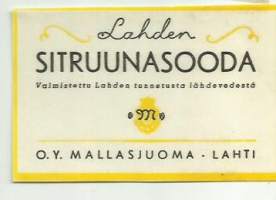 Lahden
SITRUUNASOODA
Valmistettu Lahden tunnetusta lähdevedestä
M
O.Y. MALLASJUOMA · LAHTI